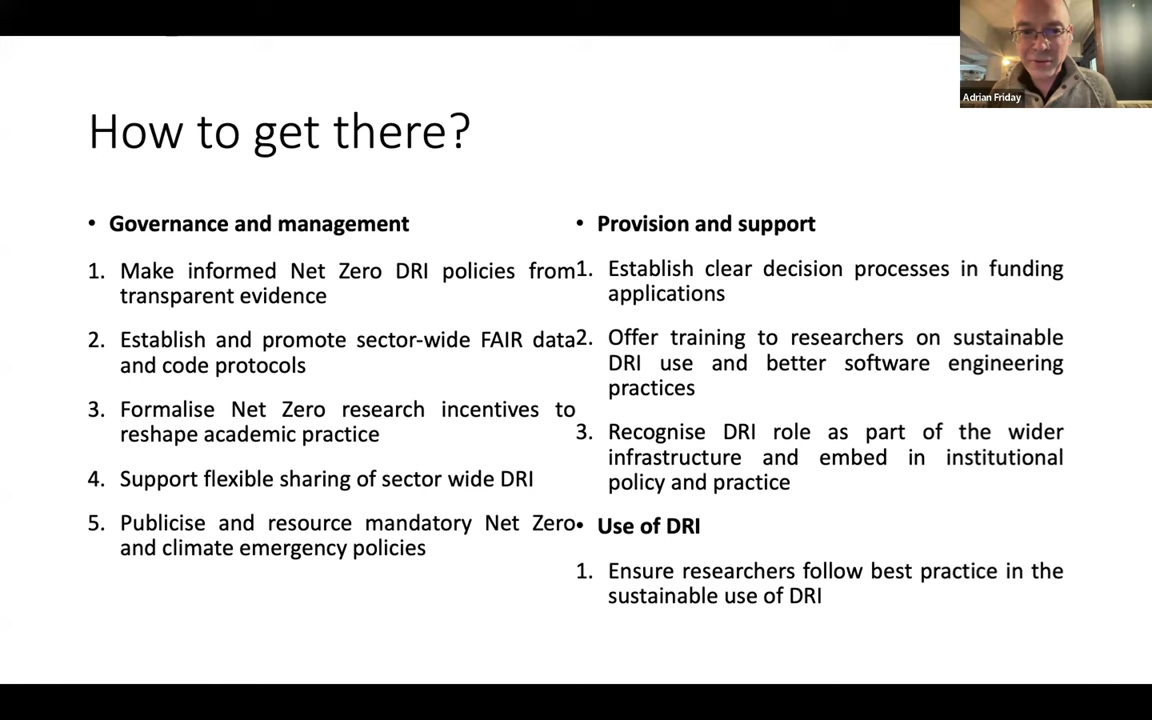 Adrian Friday
How to get there?
• Governance and management
1. Make informed Net Zero DRI policies from
transparent evidence
2. Establish and promote sector-wide FAIR data
and code protocols
3. Formalise Net Zero research incentives to
reshape academic practice
4. Support flexible sharing of sector wide DRI
5. Publicise and resource mandatory Net Zero
and climate emergency policies
• Provision and support
1. Establish clear decision processes in funding
applications
2. Offer training to researchers on sustainable
DRI use and better software engineering
practices
3. Recognise DRI role as part of the wider
infrastructure and embed in institutional
policy and practice
• Use of DRI
1. Ensure researchers follow best practice in the
sustainable use of DRI